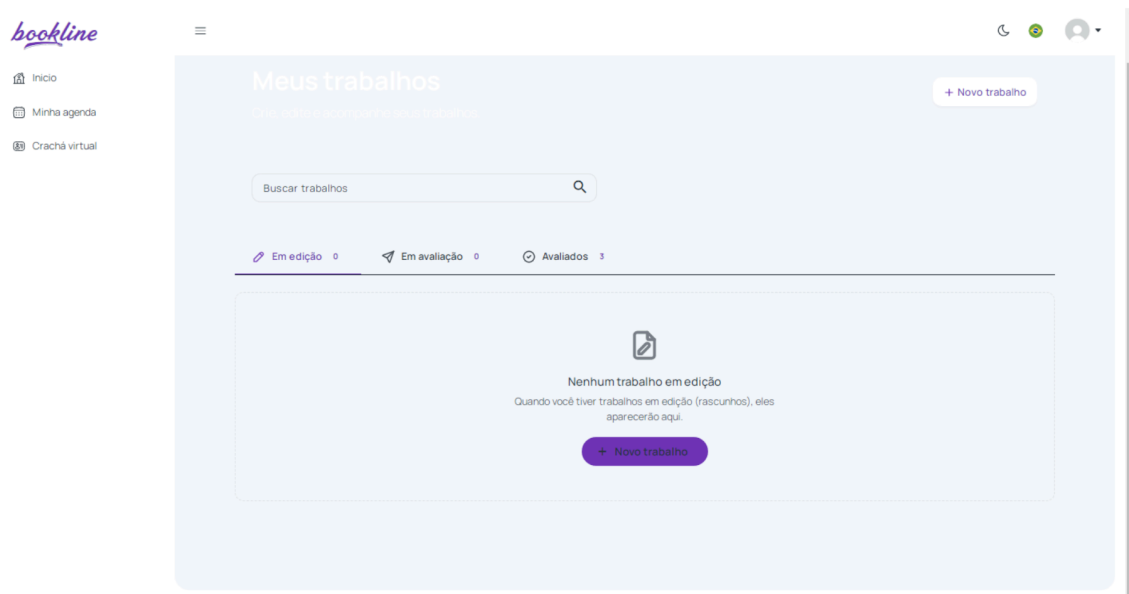 bookline
Inicio
Minha agenda
Crachá virtual
Meus trabalhos
+ Novo trabalho
Buscar trabalhos
Em edição 0
Em avaliação 0
Avaliados 3
Nenhum trabalho em edição
Quando você tiver trabalhos em edição (rascunhos), eles
aparecerão aqui.
+ Novo trabalho